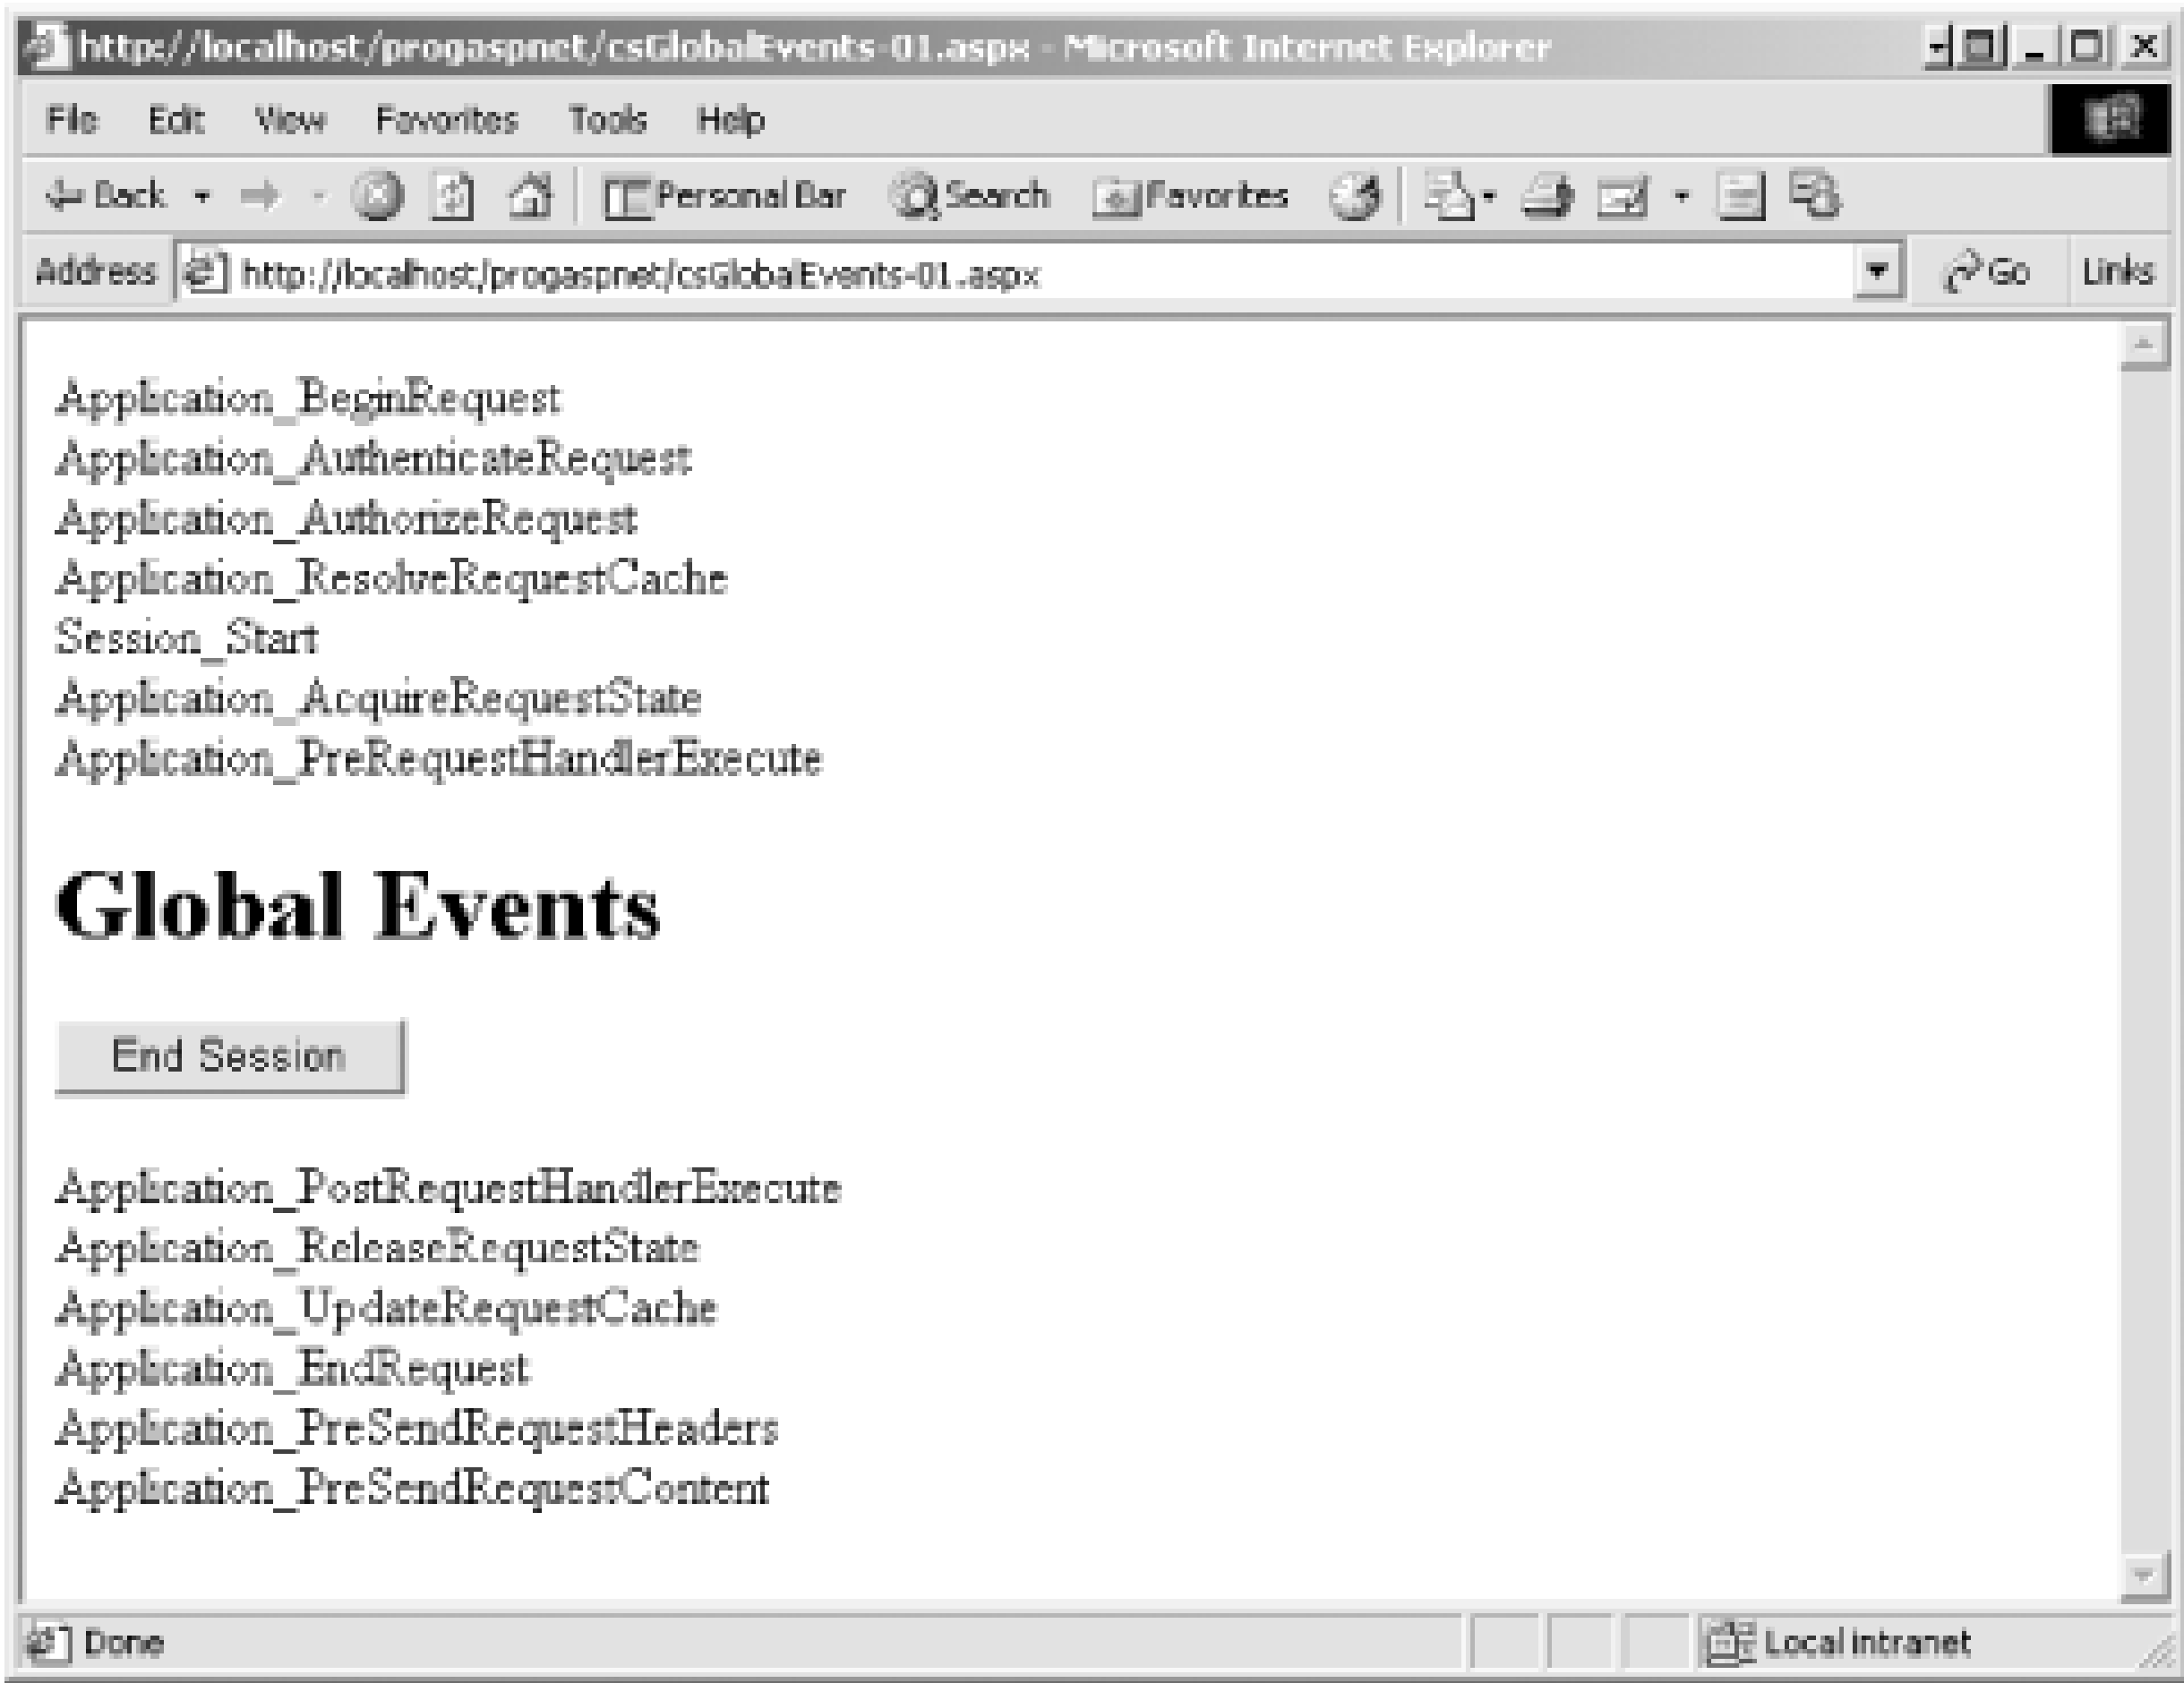 http://localhost/progaspnet/csGlobalEvents-01.aspx - Microsoft Internet Explorer
File Edit View Favorites Tools Help
Back Personal Bar Search Favorites
Address http://localhost/progaspnet/csGlobalEvents-01.aspx Go Links
Application_BeginRequest
Application_AuthenticateRequest
Application_AuthorizeRequest
Application_ResolveRequestCache
Session_Start
Application_AcquireRequestState
Application_PreRequestHandlerExecute
Global Events
End Session
Application_PostRequestHandlerExecute
Application_ReleaseRequestState
Application_UpdateRequestCache
Application_EndRequest
Application_PreSendRequestHeaders
Application_PreSendRequestContent
Done Local intranet